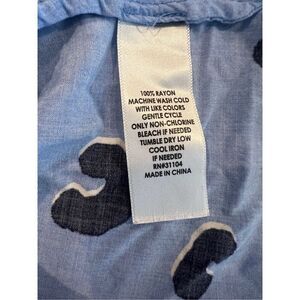 100% RAYON
MACHINE WASH COLD
WITH LIKE COLORS
GENTLE CYCLE
ONLY NON-CHLORINE
BLEACH IF NEEDED
TUMBLE DRY LOW
COOL IRON
IF NEEDED
RN#31104
MADE IN CHINA